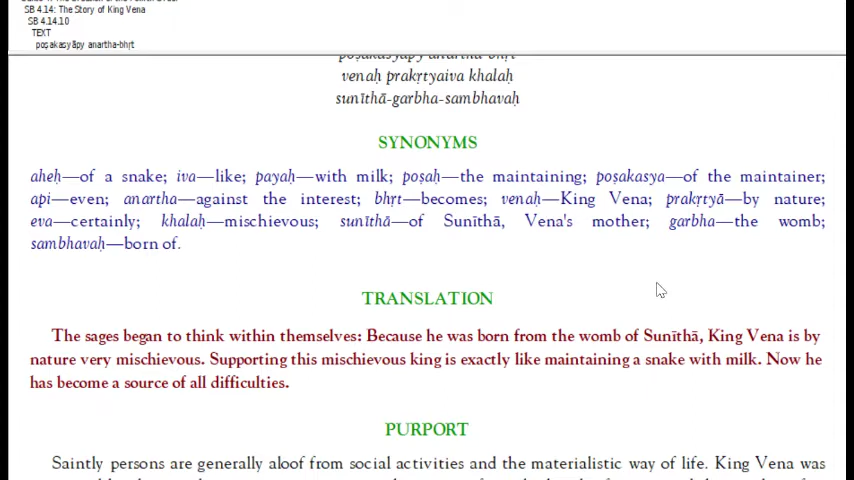 SB 4.14: The Story of King Vena
SB 4.14.10
TEXT
poṣakasyāpy anartha-bhṛt
poṣakasyāpy anartha-bhṛt
venaḥ prakṛtyaiva khalaḥ
sunīthā-garbha-sambhavaḥ
SYNONYMS
aheḥ—of a snake; iva—like; payaḥ—with milk; poṣaḥ—the maintaining; poṣakasya—of the maintainer;
api—even; anartha—against the interest; bhṛt—becomes; venaḥ—King Vena; prakṛtyā—by nature;
eva—certainly; khalaḥ—mischievous; sunīthā—of Sunīthā, Vena's mother; garbha—the womb;
sambhavaḥ—born of.
TRANSLATION
The sages began to think within themselves: Because he was born from the womb of Sunīthā, King Vena is by
nature very mischievous. Supporting this mischievous king is exactly like maintaining a snake with milk. Now he
has become a source of all difficulties.
PURPORT
Saintly persons are generally aloof from social activities and the materialistic way of life. King Vena was